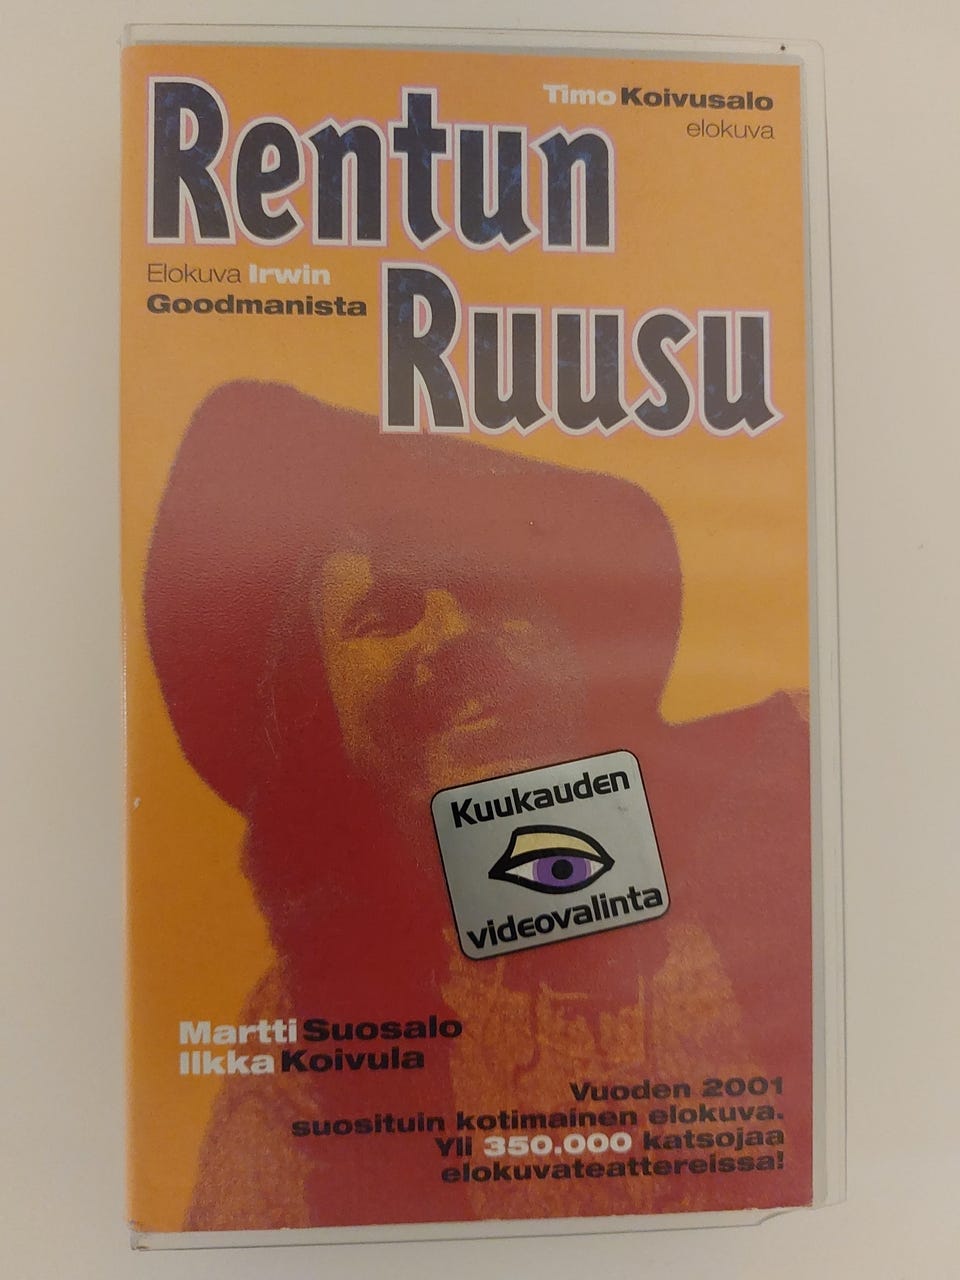 Timo Koivusalo
elokuva
Rentun
Elokuva Irwin
Goodmanista
Ruusu
Kuukauden
videovalinta
Martti Suosalo
Ilkka Koivula
Vuoden 2001
suosituin kotimainen elokuva.
Yli 350.000 katsojaa
elokuvateattereissa!